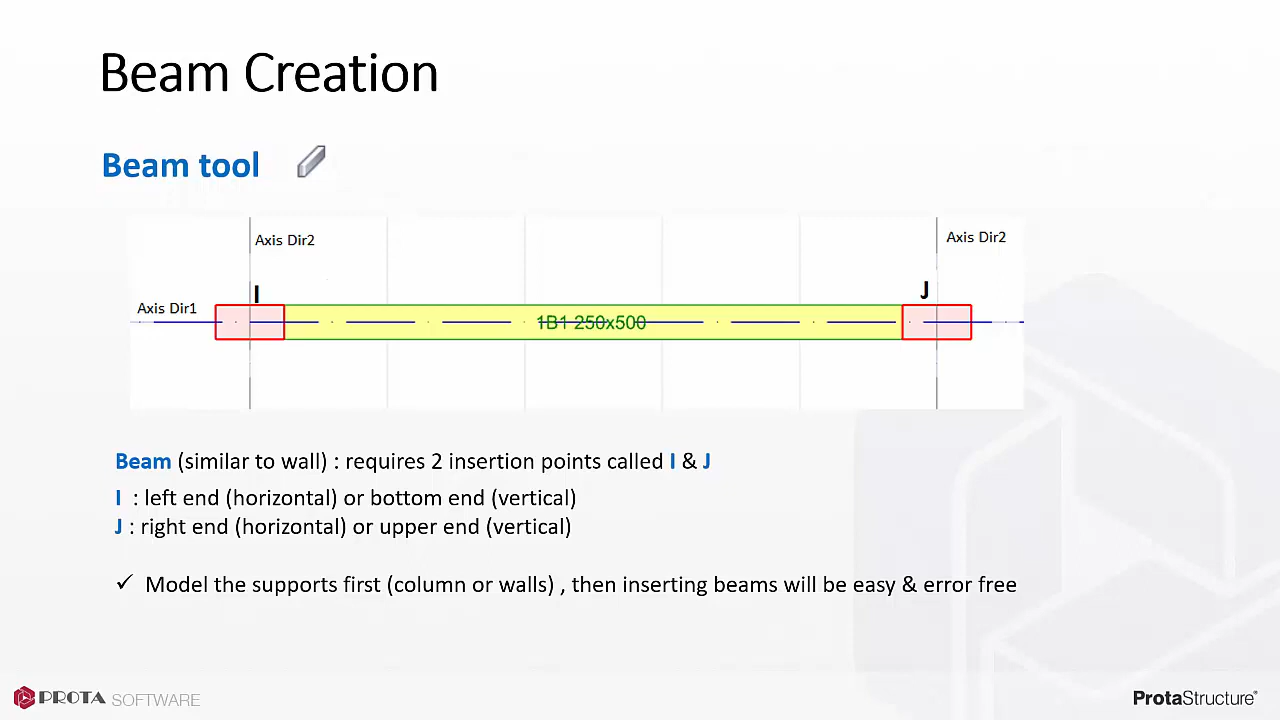 Beam Creation
Beam tool
Axis Dir2
Axis Dir2
I
J
Axis Dir1
1B1 250x500
Beam (similar to wall) : requires 2 insertion points called I & J
I : left end (horizontal) or bottom end (vertical)
J : right end (horizontal) or upper end (vertical)
✓ Model the supports first (column or walls) , then inserting beams will be easy & error free
PROTA SOFTWARE
ProtaStructure®